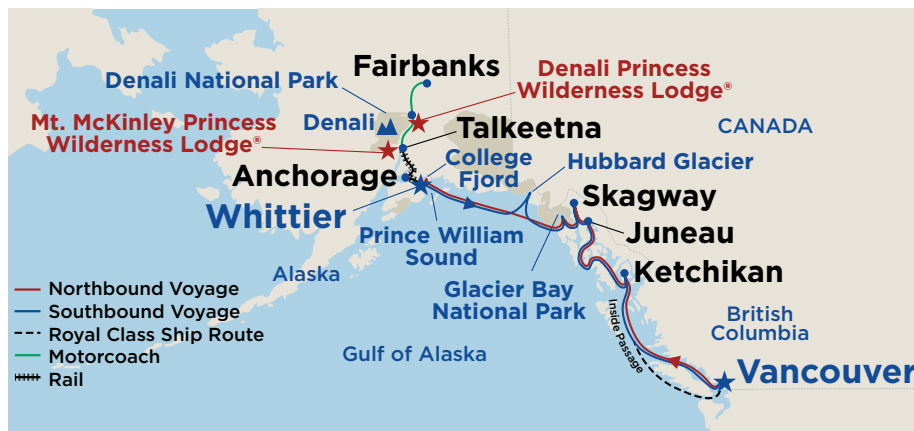 Fairbanks
Denali National Park
Denali Princess
Wilderness Lodge®
Denali
Mt. McKinley Princess
Wilderness Lodge®
Talkeetna
CANADA
College
Fjord
Hubbard Glacier
Anchorage
Whittier
Skagway
Prince William
Sound
Juneau
Alaska
Ketchikan
Glacier Bay
National Park
Northbound Voyage
Southbound Voyage
Royal Class Ship Route
Motorcoach
Rail
Inside Passage
British
Columbia
Gulf of Alaska
Vancouver